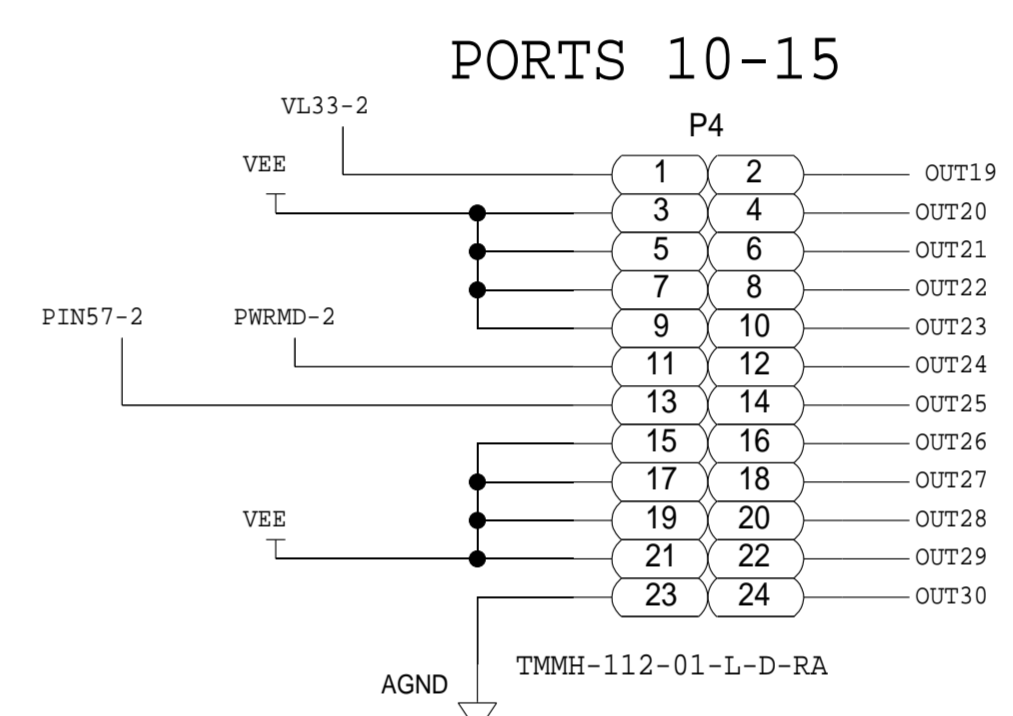 PORTS 10-15
VL33-2
P4
VEE
1 2 OUT19
3 4 OUT20
5 6 OUT21
7 8 OUT22
PIN57-2 PWRMD-2
9 10 OUT23
11 12 OUT24
13 14 OUT25
15 16 OUT26
17 18 OUT27
VEE
19 20 OUT28
21 22 OUT29
23 24 OUT30
TMMH-112-01-L-D-RA
AGND